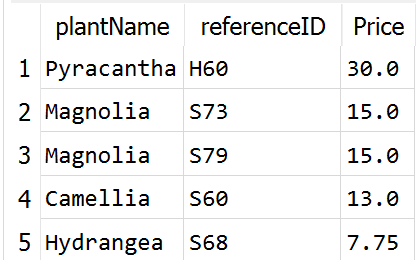 plantName referenceID Price
1 Pyracantha H60 30.0
2 Magnolia S73 15.0
3 Magnolia S79 15.0
4 Camellia S60 13.0
5 Hydrangea S68 7.75